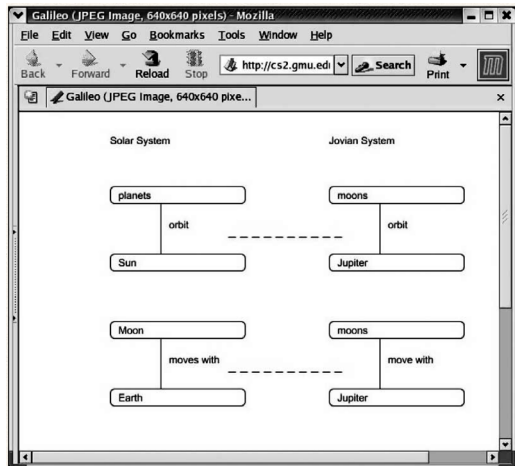 Galileo (JPEG Image, 640x640 pixels) - Mozilla
File Edit View Go Bookmarks Tools Window Help
Back Forward Reload Stop http://cs2.gmu.edu Search Print
Galileo (JPEG Image, 640x640 pixe...
Solar System Jovian System
planets moons
orbit orbit
Sun Jupiter
Moon moons
moves with move with
Earth Jupiter